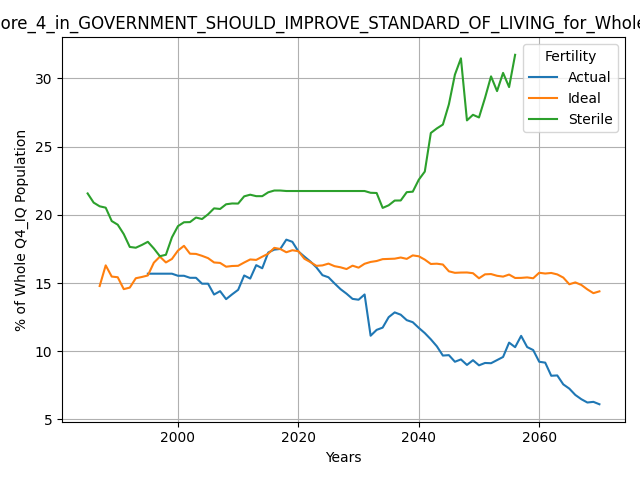 ore_4_in_GOVERNMENT_SHOULD_IMPROVE_STANDARD_OF_LIVING_for_Whole
Fertility
Actual
Ideal
Sterile
% of Whole Q4_IQ Population
30
25
20
15
10
5
2000 2020 2040 2060
Years